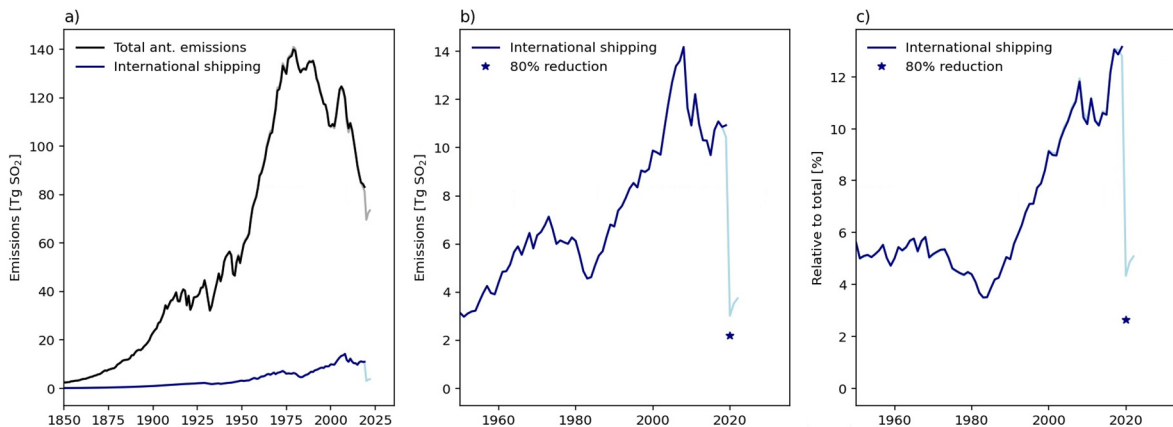 a)
Total ant. emissions
International shipping
Emissions [Tg SO₂]
140
120
100
80
60
40
20
0
1850 1875 1900 1925 1950 1975 2000 2025
b)
International shipping
80% reduction
Emissions [Tg SO₂]
14
12
10
8
6
4
2
0
1960 1980 2000 2020
c)
International shipping
80% reduction
Relative to total [%]
12
10
8
6
4
2
0
1960 1980 2000 2020